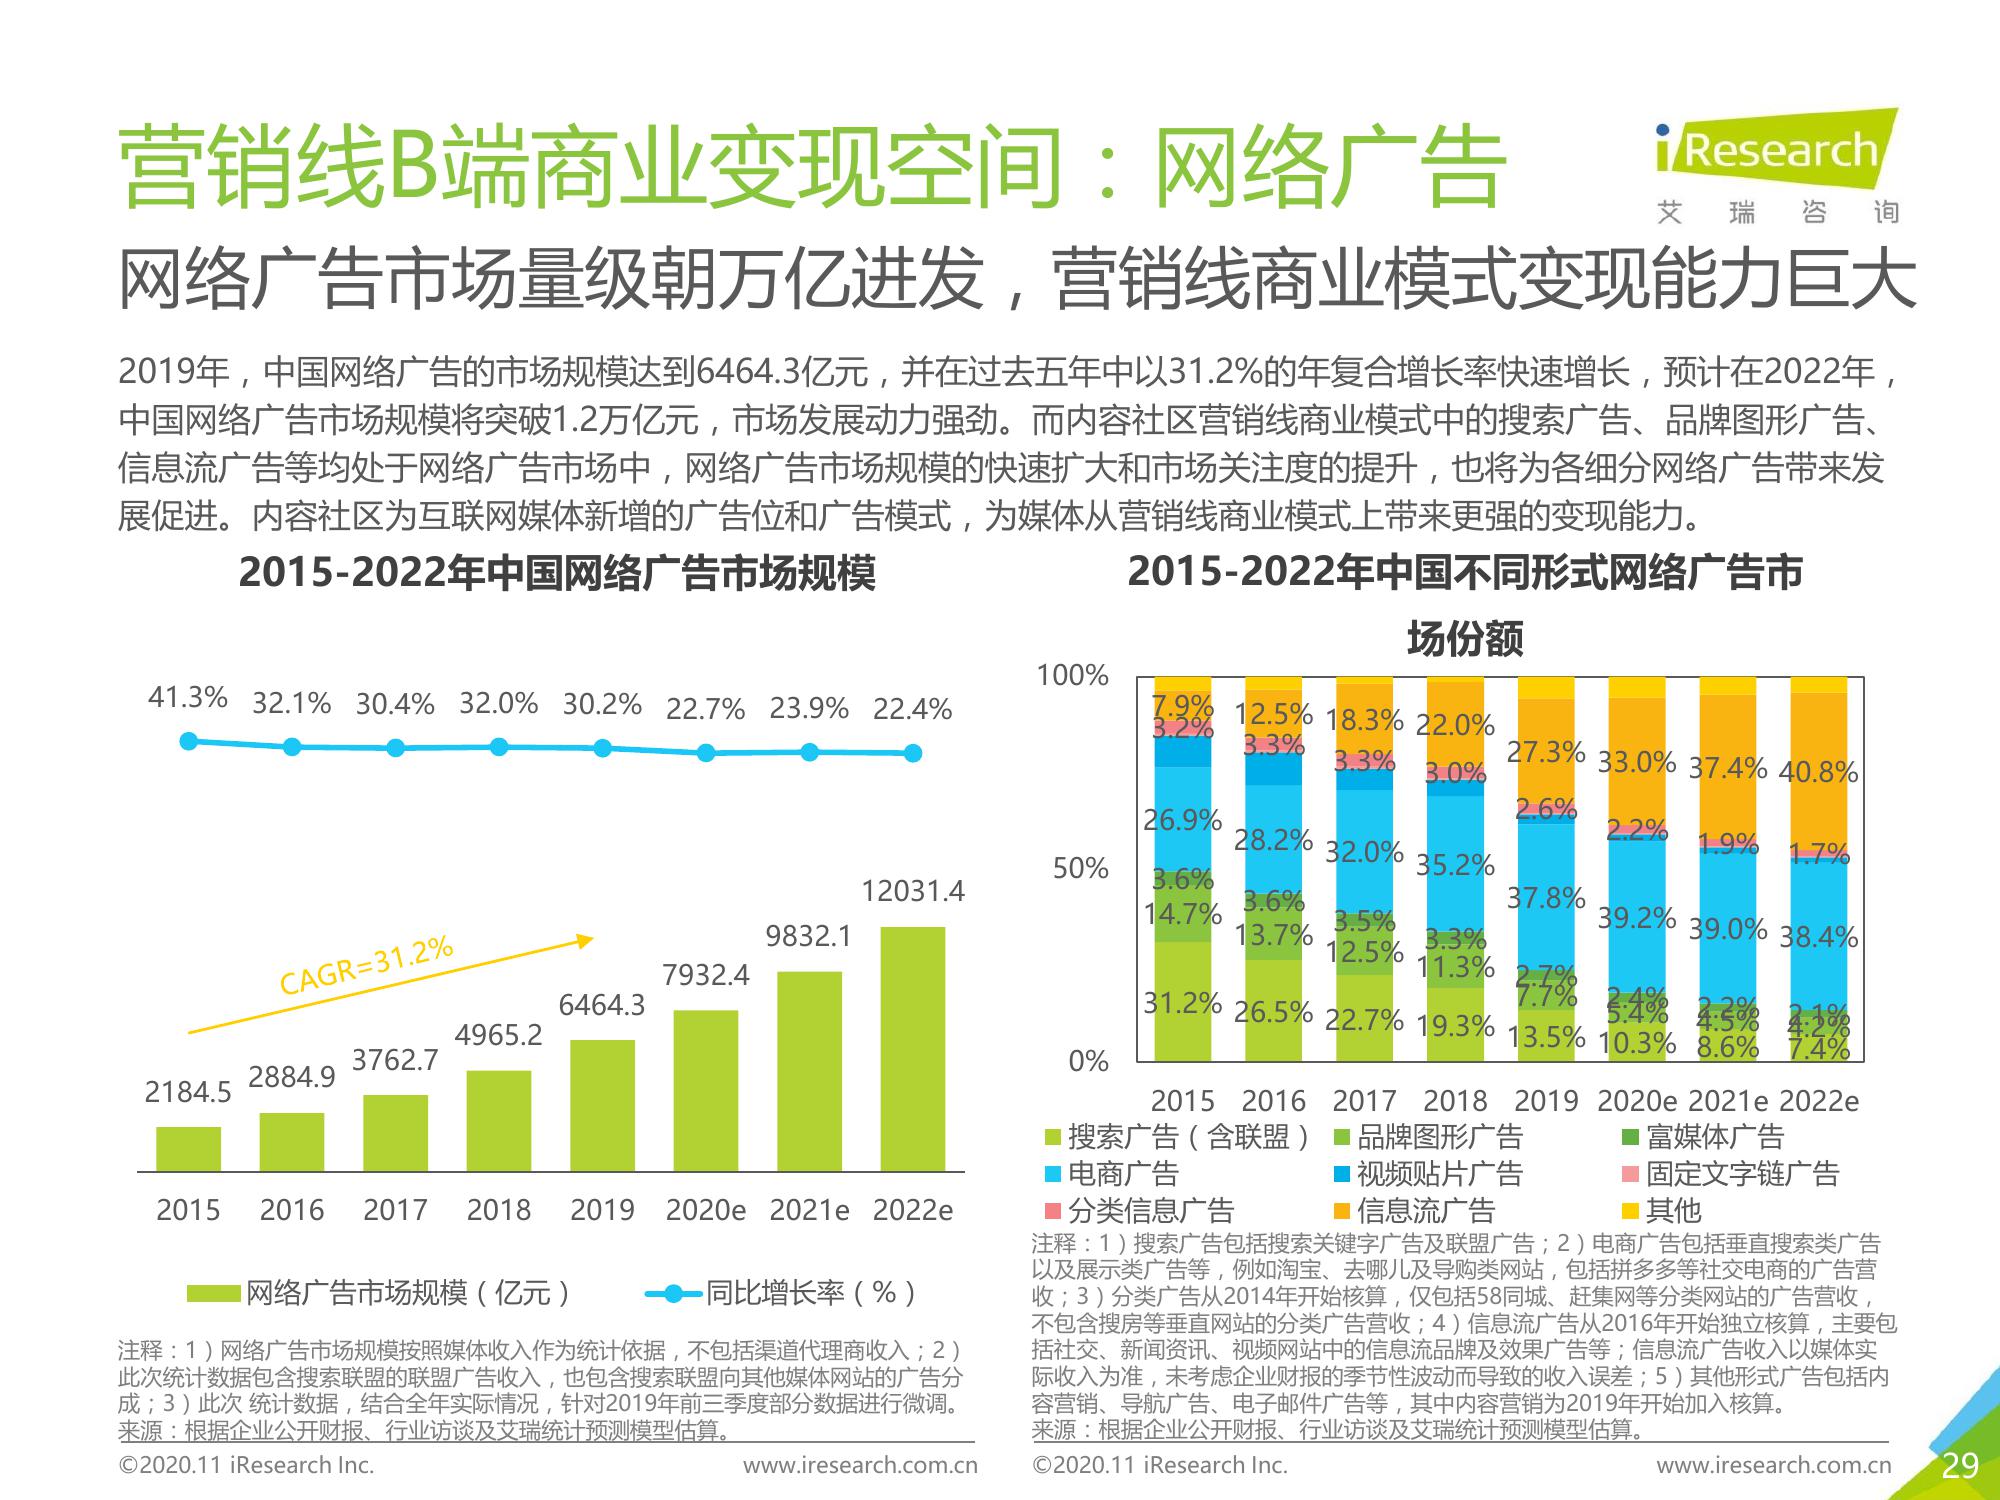 营销线B端商业变现空间：网络广告
iResearch
艾瑞咨询
网络广告市场量级朝万亿进发，营销线商业模式变现能力巨大
2019年，中国网络广告的市场规模达到6464.3亿元，并在过去五年中以31.2%的年复合增长率快速增长，预计在2022年，
中国网络广告市场规模将突破1.2万亿元，市场发展动力强劲。而内容社区营销线商业模式中的搜索广告、品牌图形广告、
信息流广告等均处于网络广告市场中，网络广告市场规模的快速扩大和市场关注度的提升，也将为各细分网络广告带来发
展促进。内容社区为互联网媒体新增的广告位和广告模式，为媒体从营销线商业模式上带来更强的变现能力。
2015-2022年中国网络广告市场规模
41.3% 32.1% 30.4% 32.0% 30.2% 22.7% 23.9% 22.4%
CAGR=31.2%
2184.5 2884.9 3762.7 4965.2 6464.3 7932.4 9832.1 12031.4
2015 2016 2017 2018 2019 2020e 2021e 2022e
网络广告市场规模（亿元） 同比增长率（%）
注释：1）网络广告市场规模按照媒体收入作为统计依据，不包括渠道代理商收入；2）
此次统计数据包含搜索联盟的联盟广告收入，也包含搜索联盟向其他媒体网站的广告分
成；3）此次 统计数据，结合全年实际情况，针对2019年前三季度部分数据进行微调。
来源：根据企业公开财报、行业访谈及艾瑞统计预测模型估算。
2015-2022年中国不同形式网络广告市
场份额
100%
50%
0%
7.9% 12.5% 18.3% 22.0% 27.3% 33.0% 37.4% 40.8%
3.2% 3.3% 3.3% 3.0% 2.6% 2.2% 1.9% 1.7%
26.9% 28.2% 32.0% 35.2% 37.8% 39.2% 39.0% 38.4%
3.6% 3.6% 3.5% 3.3% 2.7% 2.4% 2.2% 2.1%
14.7% 13.7% 12.5% 11.3% 7.7% 5.4% 4.5% 4.2%
31.2% 26.5% 22.7% 19.3% 13.5% 10.3% 8.6% 7.4%
2015 2016 2017 2018 2019 2020e 2021e 2022e
搜索广告（含联盟） 品牌图形广告 富媒体广告
电商广告 视频贴片广告 固定文字链广告
分类信息广告 信息流广告 其他
注释：1）搜索广告包括搜索关键字广告及联盟广告；2）电商广告包括垂直搜索类广告
以及展示类广告等，例如淘宝、去哪儿及导购类网站，包括拼多多等社交电商的广告营
收；3）分类广告从2014年开始核算，仅包括58同城、赶集网等分类网站的广告营收，
不包含搜房等垂直网站的分类广告营收；4）信息流广告从2016年开始独立核算，主要包
括社交、新闻资讯、视频网站中的信息流品牌及效果广告等；信息流广告收入以媒体实
际收入为准，未考虑企业财报的季节性波动而导致的收入误差；5）其他形式广告包括内
容营销、导航广告、电子邮件广告等，其中内容营销为2019年开始加入核算。
来源：根据企业公开财报、行业访谈及艾瑞统计预测模型估算。
©2020.11 iResearch Inc. www.iresearch.com.cn
©2020.11 iResearch Inc. www.iresearch.com.cn
29